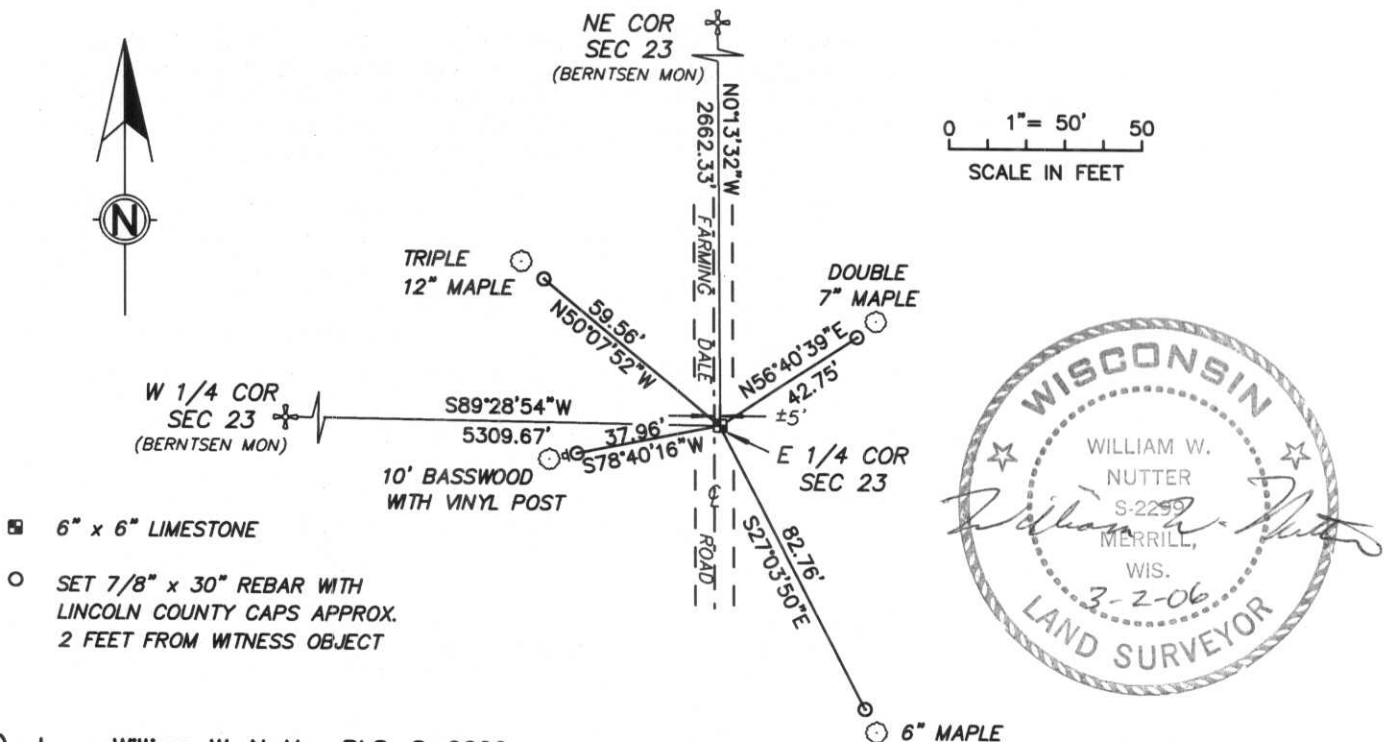 NE COR
SEC 23
(BERNTSEN MON)
N0°13'32"W
2662.33'
0 1"= 50' 50
SCALE IN FEET
N
TRIPLE
12" MAPLE
59.56'
N50°07'52"W
FARMING DALE
DOUBLE
7" MAPLE
N56°40'39"E
42.75'
±5'
W 1/4 COR
SEC 23
(BERNTSEN MON)
S89°28'54"W
5309.67'
37.96'
S78°40'16"W
10' BASSWOOD
WITH VINYL POST
E 1/4 COR
SEC 23
℄
ROAD
82.76'
S27°03'50"E
6" MAPLE
6" x 6" LIMESTONE
SET 7/8" x 30" REBAR WITH
LINCOLN COUNTY CAPS APPROX.
2 FEET FROM WITNESS OBJECT
WISCONSIN
WILLIAM W.
NUTTER
S-2299
MERRILL,
WIS.
3-2-06
LAND SURVEYOR
William W. Nutter